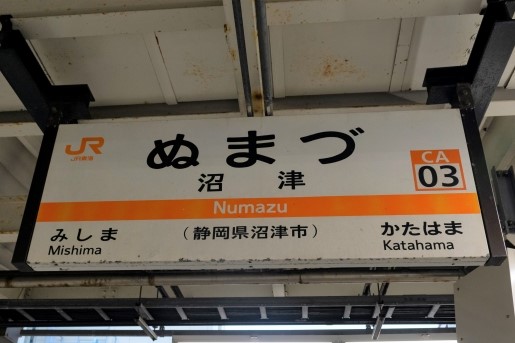 JR
JR東海
ぬまづ
沼津
CA
03
Numazu
みしま
Mishima
(静岡県沼津市)
かたはま
Katahama